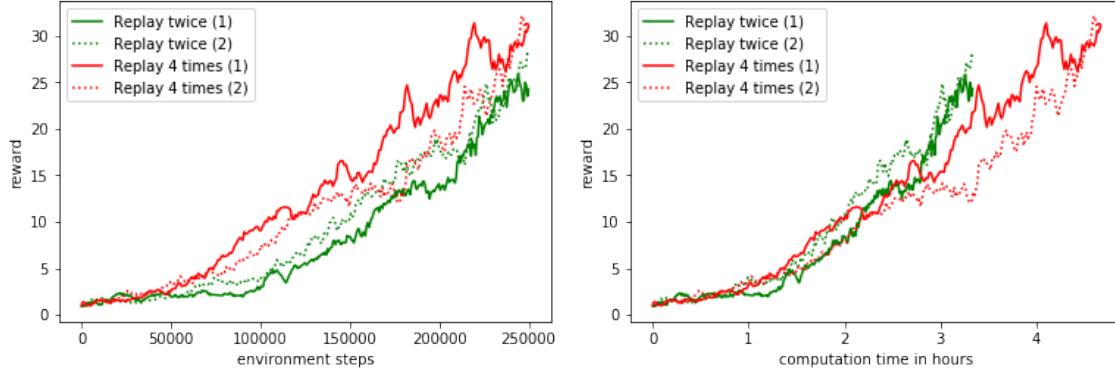 Replay twice (1)
Replay twice (2)
Replay 4 times (1)
Replay 4 times (2)
30
25
20
15
10
5
0
reward
0 50000 100000 150000 200000 250000
environment steps
Replay twice (1)
Replay twice (2)
Replay 4 times (1)
Replay 4 times (2)
30
25
20
15
10
5
0
reward
0 1 2 3 4
computation time in hours